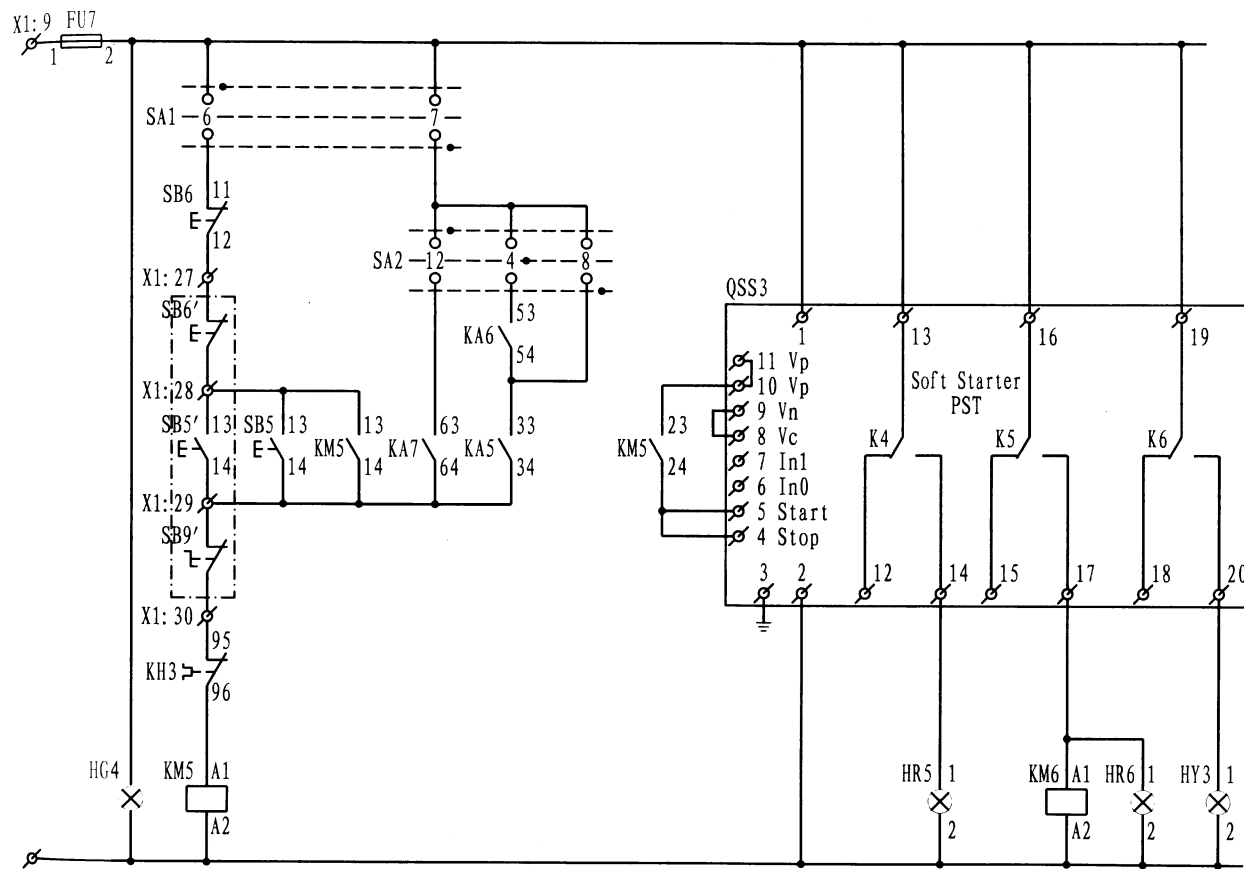 X1: 9 FU7
1 2
SA1 6 7
SB6 11
12
SA2 12 4 8
X1: 27
SB6′
53
KA6
54
X1: 28
SB5′ 13 SB5 13 13 63 33
14 14 KM5 14 KA7 64 KA5 34
X1: 29
SB9′
X1: 30
95
KH3
96
HG4 KM5 A1
A2
QSS3
1 13 16 19
11 Vp
10 Vp
9 Vn
8 Vc
7 In1
6 In0
5 Start
4 Stop
Soft Starter
PST
23
KM5
24
K4 K5 K6
3 2 12 14 15 17 18 20
HR5 1 KM6 A1 HR6 1 HY3 1
2 A2 2 2